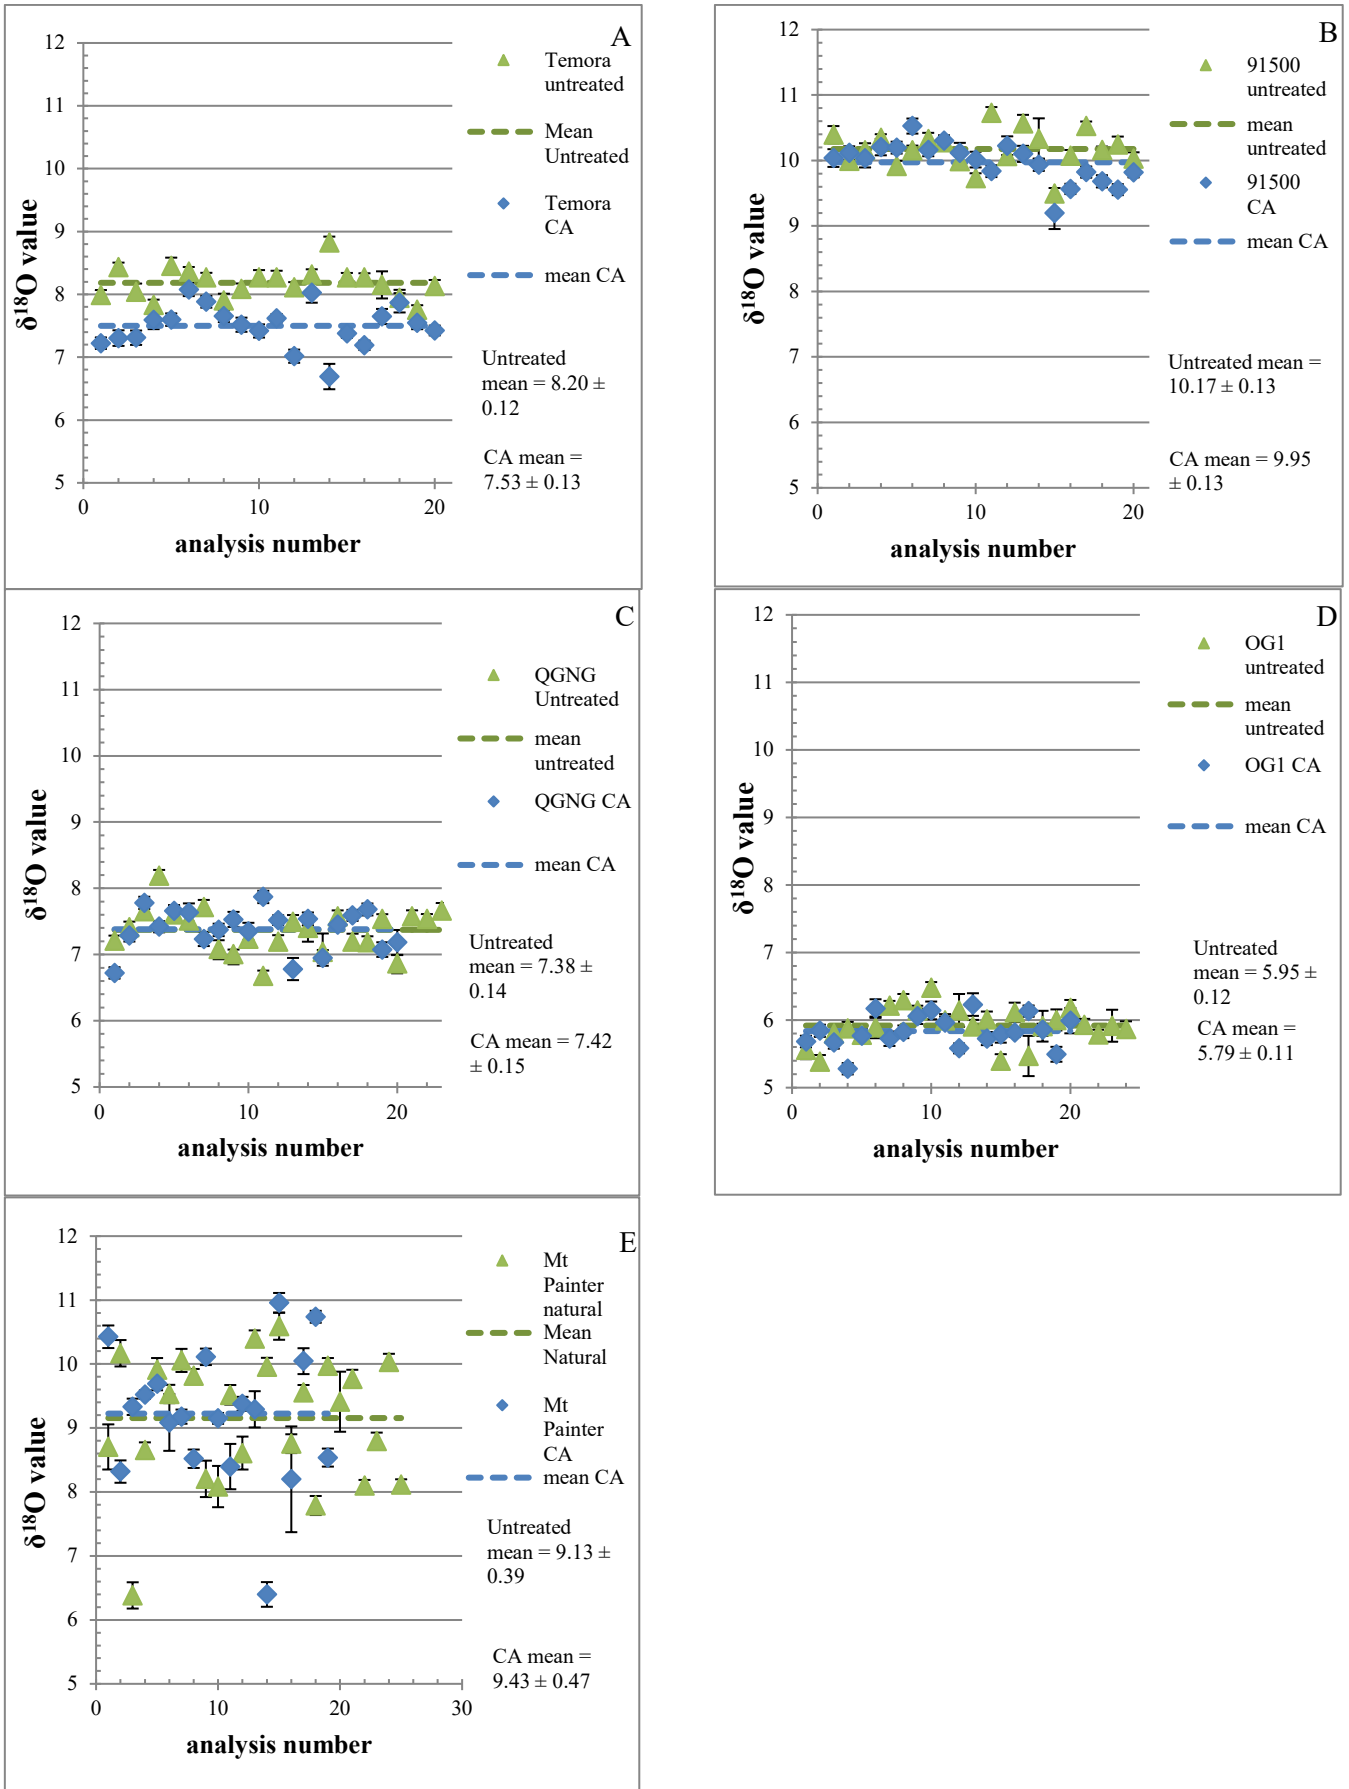 A
12
11
10
9
8
7
6
5
0
10
20
δ¹⁸O value
analysis number
Temora
untreated
Mean
Untreated
Temora
CA
mean CA
Untreated
mean = 8.20 ±
0.12
CA mean =
7.53 ± 0.13
B
12
11
10
9
8
7
6
5
0
10
20
δ¹⁸O value
analysis number
91500
untreated
mean
untreated
91500
CA
mean CA
Untreated mean =
10.17 ± 0.13
CA mean = 9.95
± 0.13
C
12
11
10
9
8
7
6
5
0
10
20
δ¹⁸O value
analysis number
QGNG
Untreated
mean
untreated
QGNG CA
mean CA
Untreated
mean = 7.38 ±
0.14
CA mean = 7.42
± 0.15
D
12
11
10
9
8
7
6
5
0
10
20
δ¹⁸O value
analysis number
OG1
untreated
mean
untreated
OG1 CA
mean CA
Untreated
mean = 5.95 ±
0.12
CA mean =
5.79 ± 0.11
E
12
11
10
9
8
7
6
5
0
10
20
30
δ¹⁸O value
analysis number
Mt
Painter
natural
Mean
Natural
Mt
Painter
CA
mean CA
Untreated
mean = 9.13 ±
0.39
CA mean =
9.43 ± 0.47